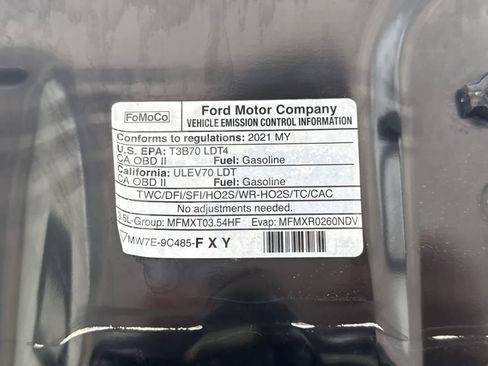 FoMoCo
Ford Motor Company
VEHICLE EMISSION CONTROL INFORMATION
Conforms to regulations: 2021 MY
U.S. EPA: T3B70 LDT4
CA OBD II Fuel: Gasoline
California: ULEV70 LDT
CA OBD II Fuel: Gasoline
TWC/DFI/SFI/HO2S/WR-HO2S/TC/CAC
No adjustments needed.
3.5L-Group: MFMXT03.54HF Evap: MFMXR0260NDV
MW7E-9C485-FXY